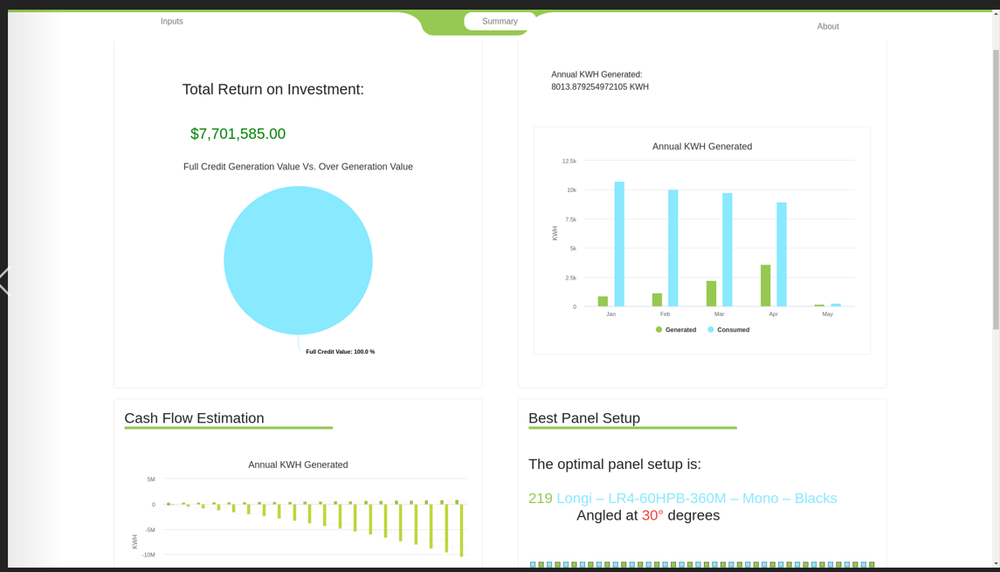 Inputs
Summary
About
Total Return on Investment:
$7,701,585.00
Full Credit Generation Value Vs. Over Generation Value
Full Credit Value: 100.0 %
Annual KWH Generated:
8013.879254972105 KWH
Annual KWH Generated
12.5k
10k
7.5k
5k
2.5k
0
KWH
Jan Feb Mar Apr May
Generated Consumed
Cash Flow Estimation
Annual KWH Generated
5M
0
-5M
-10M
KWH
Best Panel Setup
The optimal panel setup is:
219 Longi – LR4-60HPB-360M – Mono – Blacks
Angled at 30° degrees